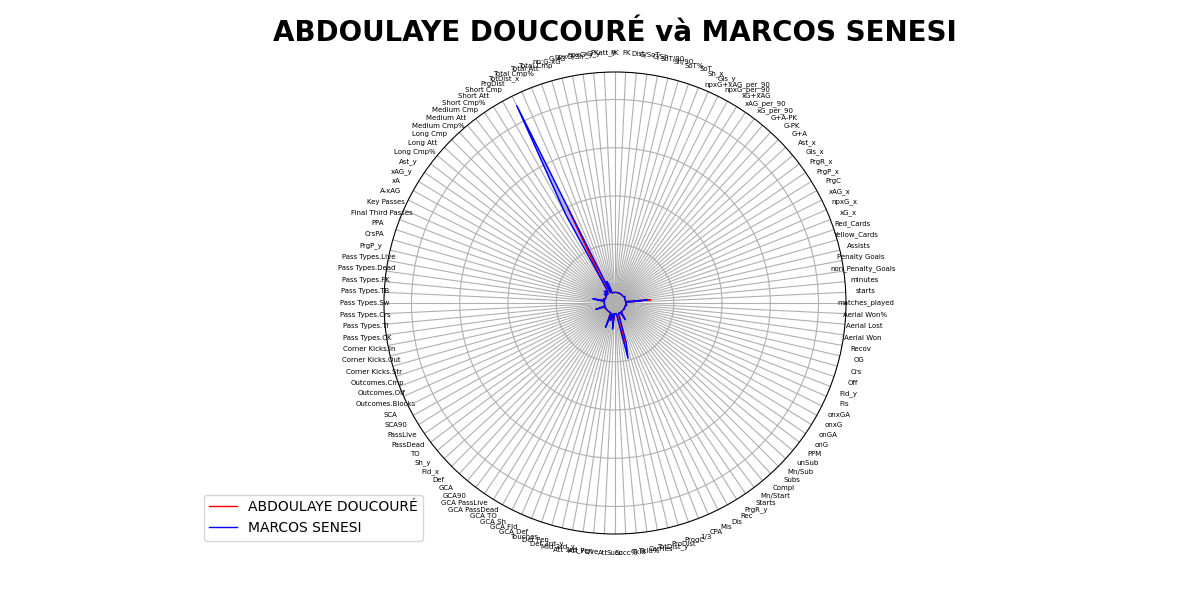 ABDOULAYE DOUCOURÉ và MARCOS SENESI
Total Cmp%
TotDist_x
PrgDist
Short Cmp
Short Att
Short Cmp%
Medium Cmp
Medium Att
Medium Cmp%
Long Cmp
Long Att
Long Cmp%
Ast_y
xAG_y
xA
A-xAG
Key Passes
Final Third Passes
PPA
CrsPA
PrgP_y
Pass Types.Live
Pass Types.Dead
Pass Types.FK
Pass Types.TB
Pass Types.Sw
Pass Types.Crs
Pass Types.TI
Pass Types.CK
Corner Kicks.In
Corner Kicks.Out
Corner Kicks.Str
Outcomes.Cmp
Outcomes.Off
Outcomes.Blocks
SCA
SCA90
PassLive
PassDead
TO
Sh_y
Fld_x
Def
GCA
GCA90
GCA PassLive
GCA PassDead
GCA TO
GCA Sh
GCA Fld
GCA Def
Touches
SoT
Sh_x
Gls_y
npxG+xAG_per_90
npxG_per_90
xG+xAG
xAG_per_90
xG_per_90
G+A-PK
G-PK
G+A
Ast_x
Gls_x
PrgR_x
PrgP_x
PrgC
xAG_x
npxG_x
xG_x
Red_Cards
Yellow_Cards
Assists
Penalty Goals
non_Penalty_Goals
minutes
starts
matches_played
Aerial Won%
Aerial Lost
Aerial Won
Recov
OG
Crs
Off
Fld_y
Fls
onxGA
onxG
onGA
onG
PPM
unSub
Mn/Sub
Subs
Compl
Mn/Start
Starts
PrgR_y
Rec
Dis
Mis
CPA
1/3
ProgC
ProDist
TotDist_y
ABDOULAYE DOUCOURÉ
MARCOS SENESI